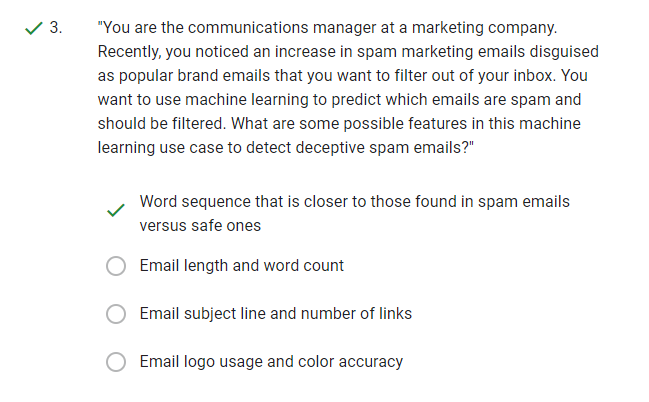 3. "You are the communications manager at a marketing company.
Recently, you noticed an increase in spam marketing emails disguised
as popular brand emails that you want to filter out of your inbox. You
want to use machine learning to predict which emails are spam and
should be filtered. What are some possible features in this machine
learning use case to detect deceptive spam emails?"
Word sequence that is closer to those found in spam emails
versus safe ones
Email length and word count
Email subject line and number of links
Email logo usage and color accuracy